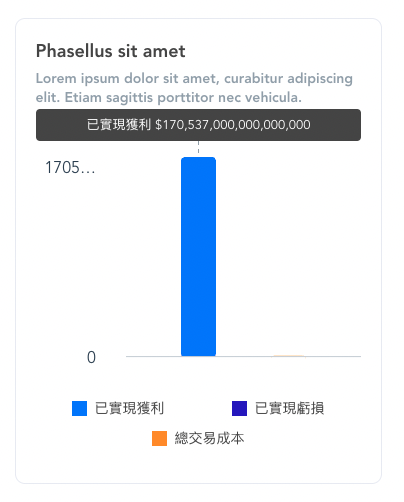 Phasellus sit amet
Lorem ipsum dolor sit amet, curabitur adipiscing
elit. Etiam sagittis porttitor nec vehicula.
已實現獲利 $170,537,000,000,000,000
1705…
0
已實現獲利
已實現虧損
總交易成本